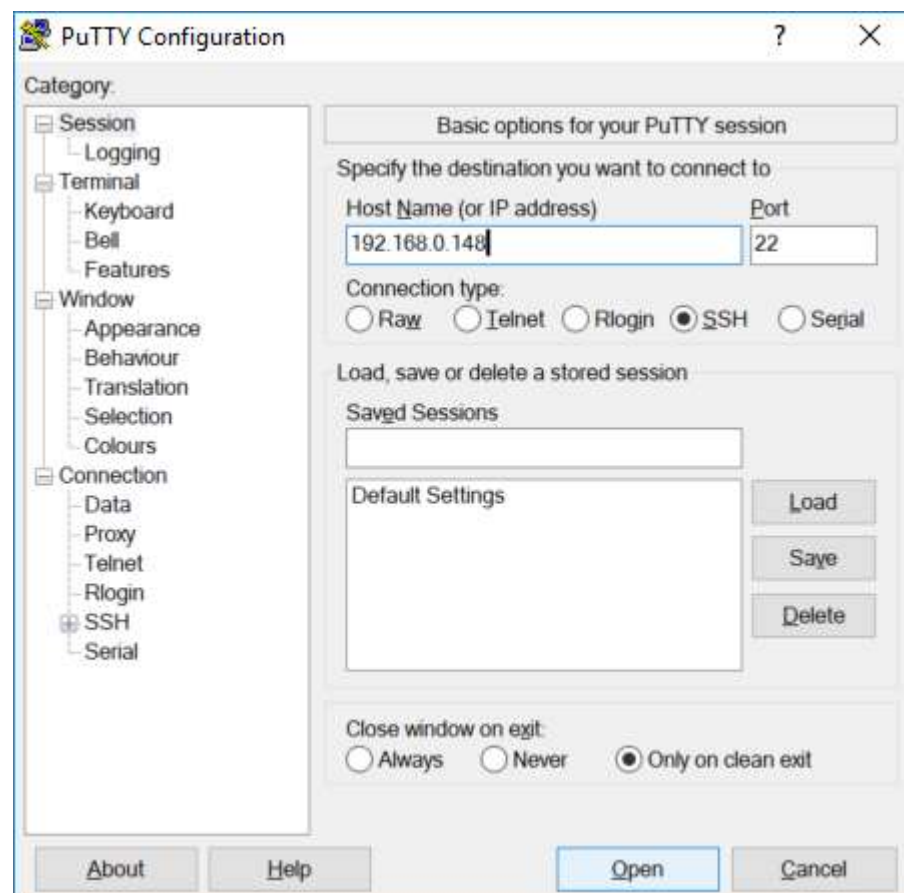 PuTTY Configuration
?
Category:
Session
Logging
Terminal
Keyboard
Bell
Features
Window
Appearance
Behaviour
Translation
Selection
Colours
Connection
Data
Proxy
Telnet
Rlogin
SSH
Serial
Basic options for your PuTTY session
Specify the destination you want to connect to
Host Name (or IP address) Port
192.168.0.148 22
Connection type:
Raw Telnet Rlogin SSH Serial
Load, save or delete a stored session
Saved Sessions
Default Settings
Load
Save
Delete
Close window on exit:
Always Never Only on clean exit
About Help Open Cancel